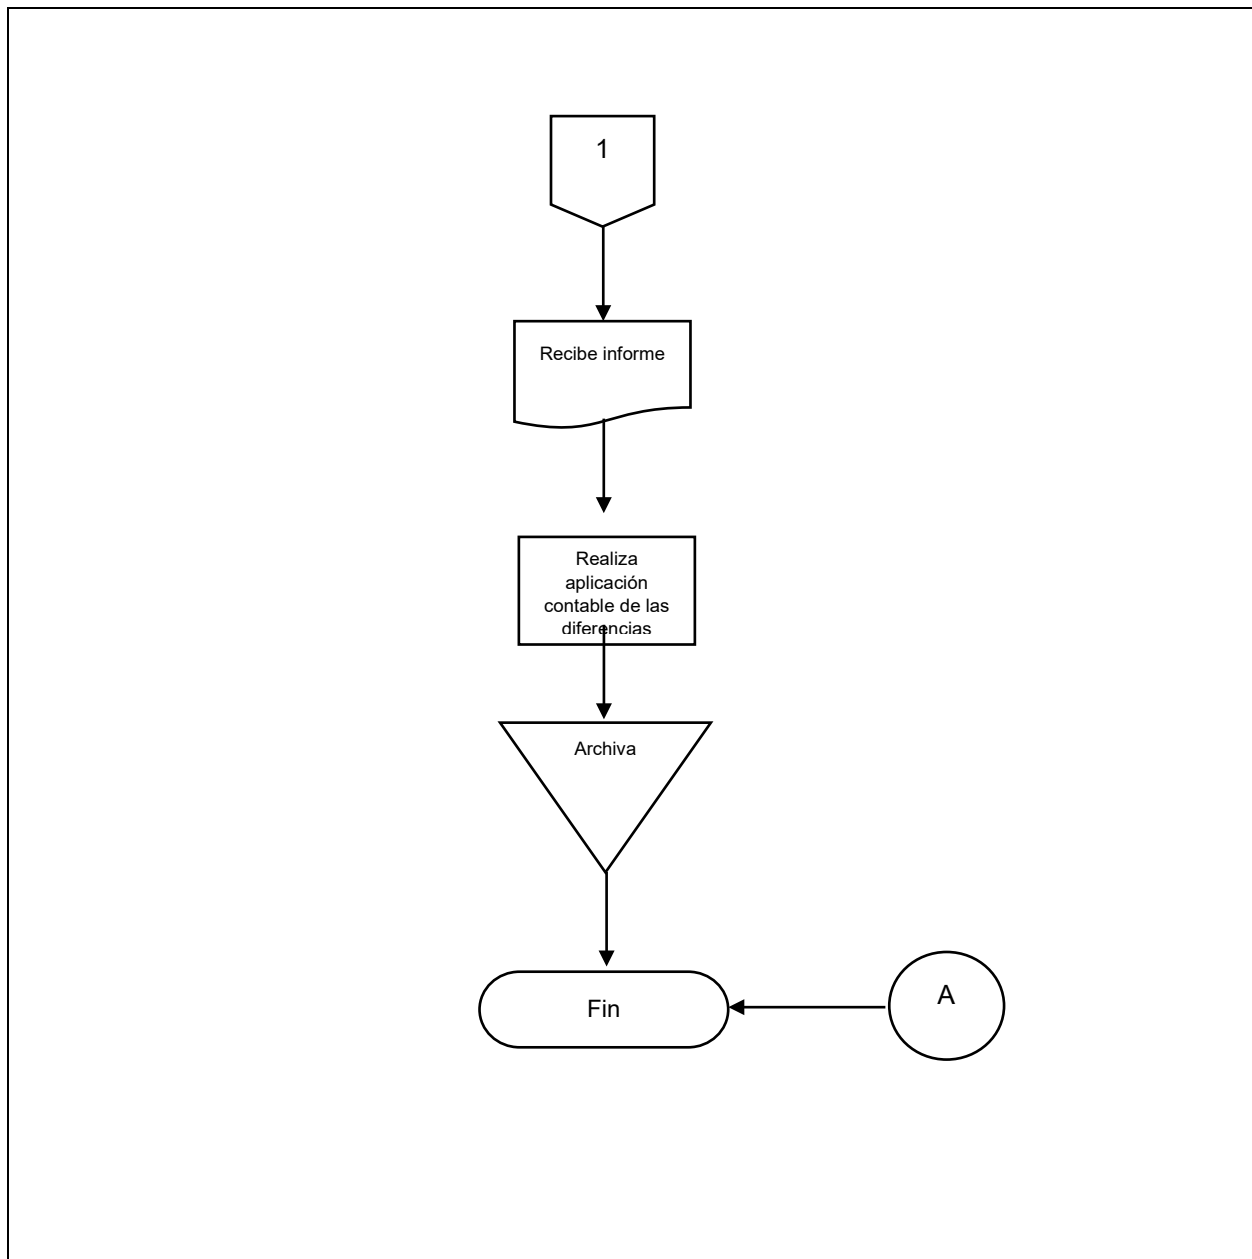 1
Recibe informe
Realiza
aplicación
contable de las
diferencias
Archiva
Fin
A